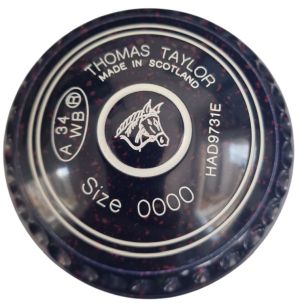 THOMAS TAYLOR
MADE IN SCOTLAND
A 34
WB R
HAD9731E
Size 0000